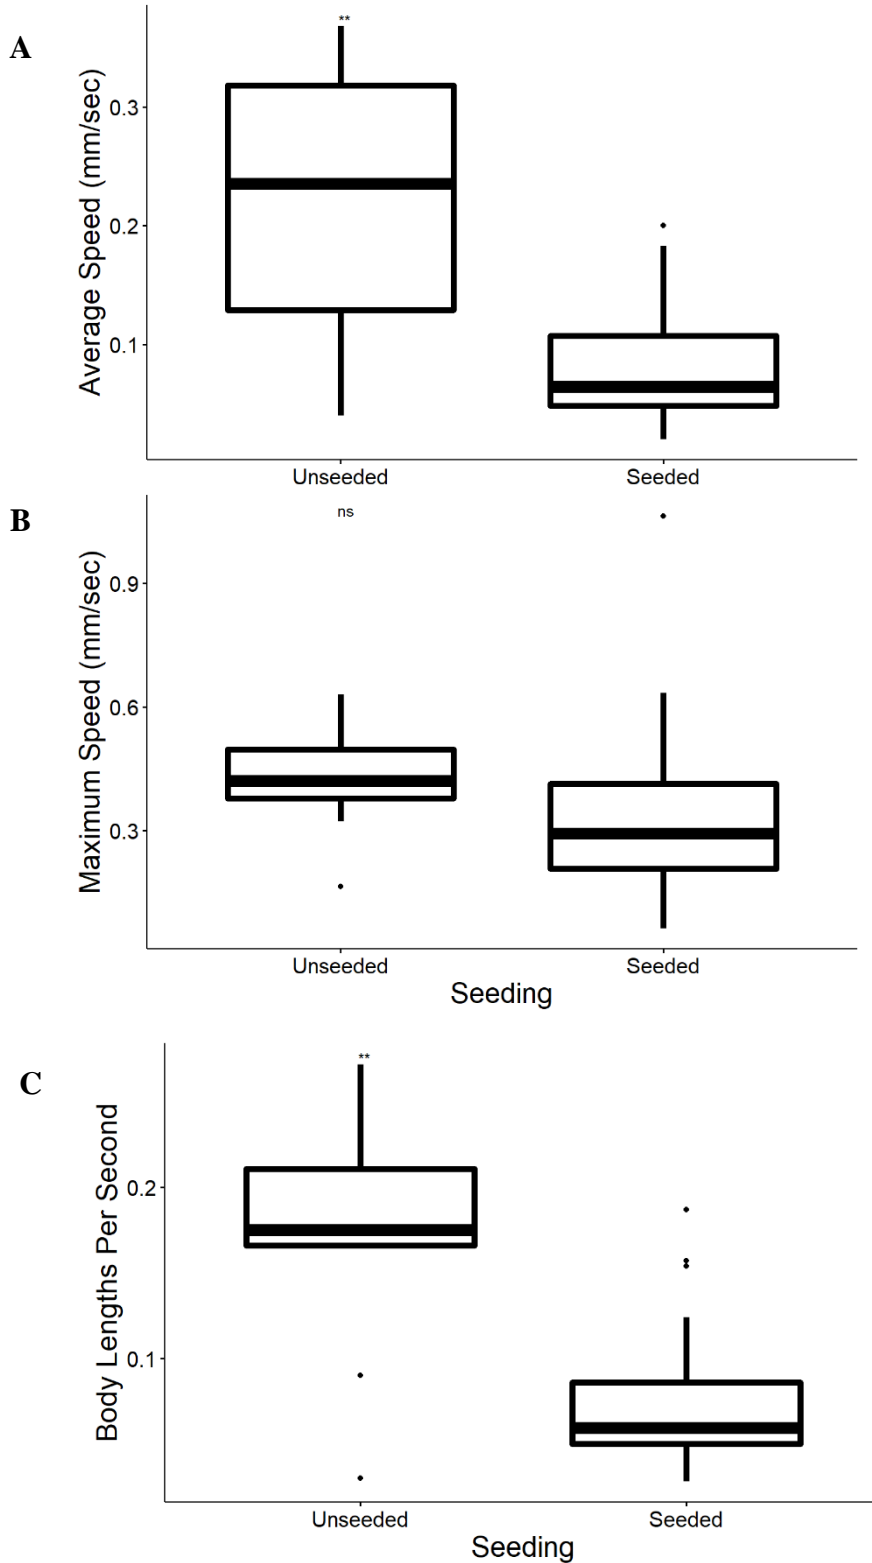 A
**
Average Speed (mm/sec)
0.3
0.2
0.1
Unseeded Seeded
B
ns
Maximum Speed (mm/sec)
0.9
0.6
0.3
Unseeded Seeded
Seeding
C
**
Body Lengths Per Second
0.2
0.1
Unseeded Seeded
Seeding